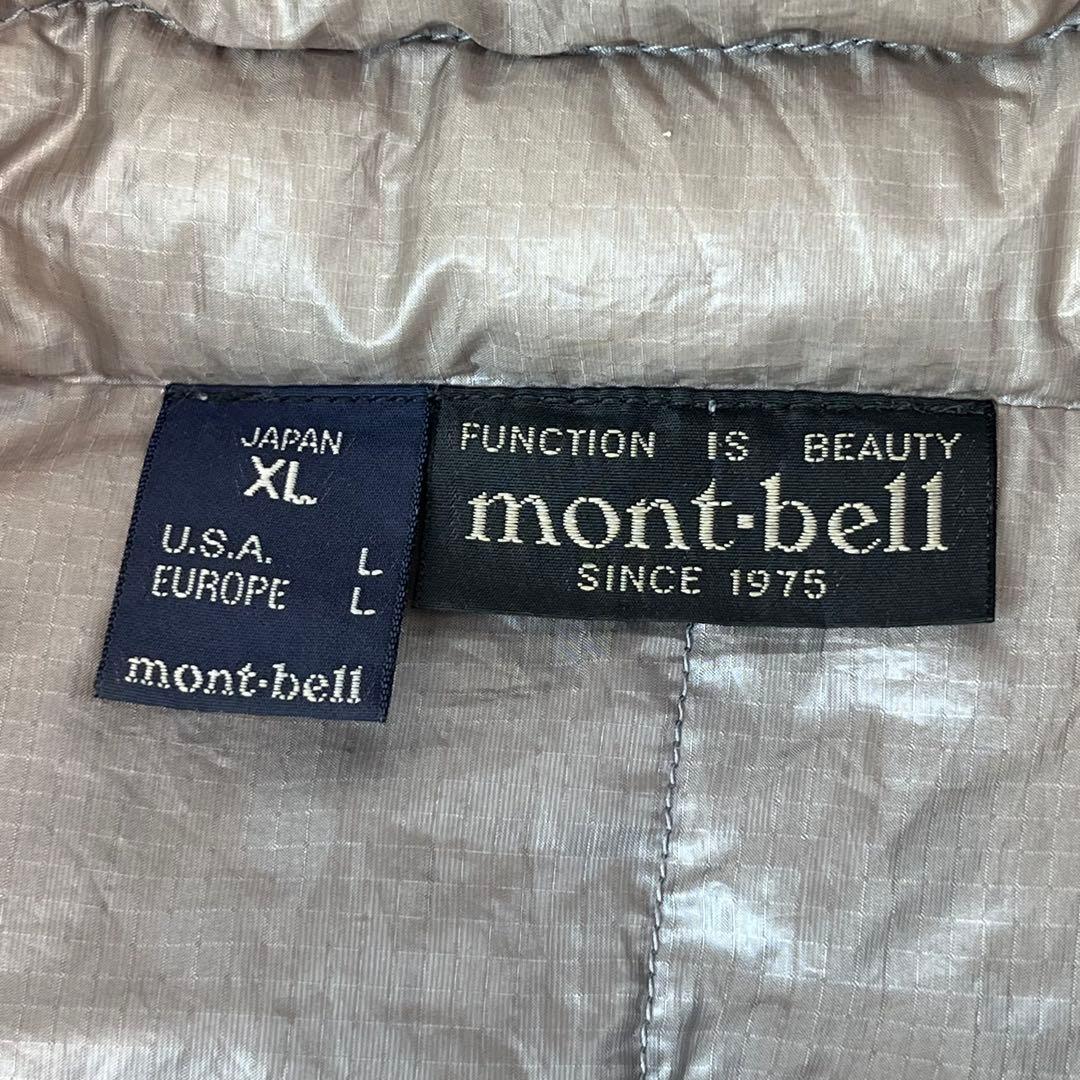 JAPAN
XL
U.S.A. L
EUROPE L
mont·bell
FUNCTION IS BEAUTY
mont·bell
SINCE 1975